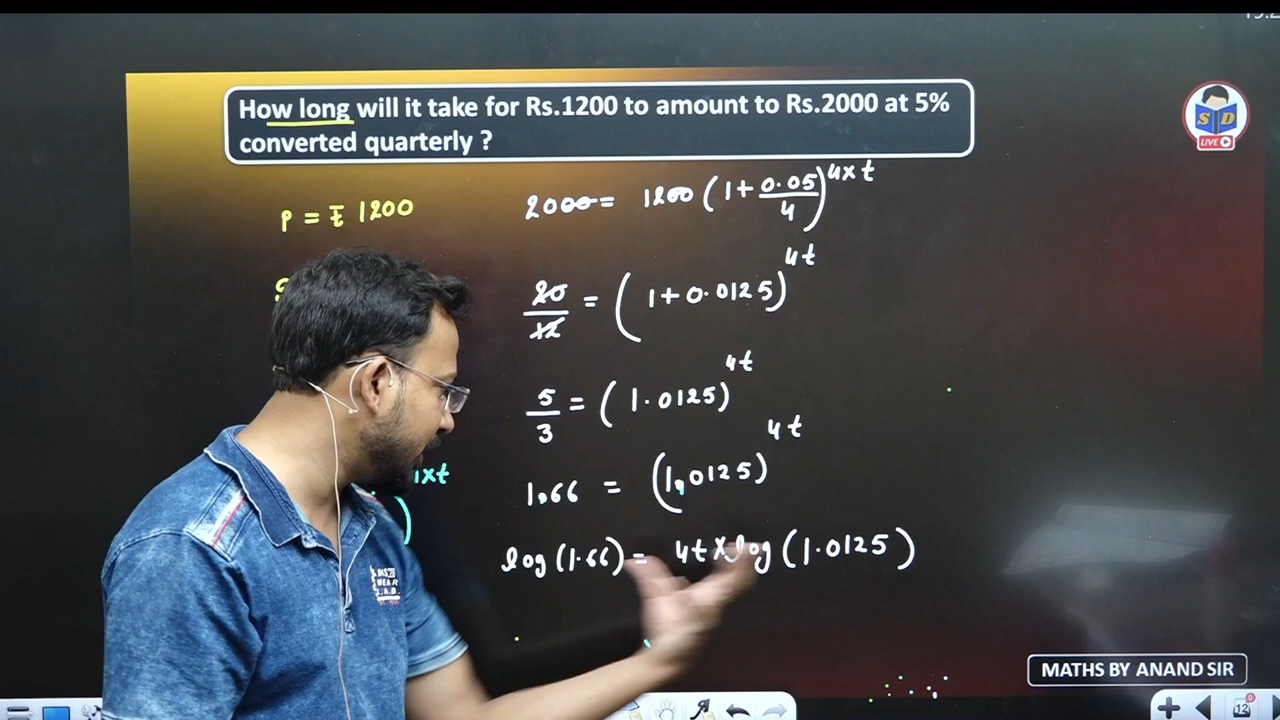 How long will it take for Rs.1200 to amount to Rs.2000 at 5%
converted quarterly ?
S D
LIVE
P = ₹ 1200
2000 = 1200 (1 + 0.05/4)^4×t
20/12 = (1 + 0.0125)^4t
5/3 = (1.0125)^4t
1.66 = (1.0125)^4t
log (1.66) = 4t × log (1.0125)
MATHS BY ANAND SIR
12